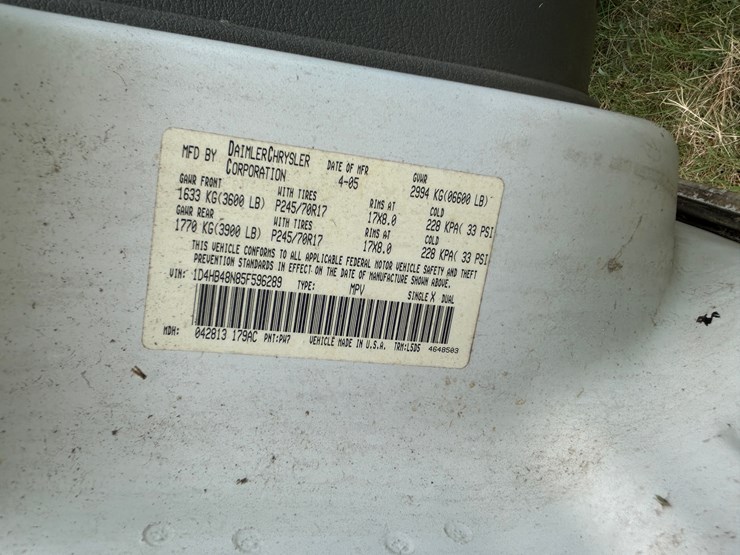 MFD BY DAIMLERCHRYSLER CORPORATION DATE OF MFR 4-05 GVWR 2994 KG(06600 LB)
GAWR FRONT WITH TIRES RIMS AT COLD
1633 KG(3600 LB) P245/70R17 17X8.0 228 KPA( 33 PSI
GAWR REAR WITH TIRES RIMS AT COLD
1770 KG(3900 LB) P245/70R17 17X8.0 228 KPA( 33 PSI
THIS VEHICLE CONFORMS TO ALL APPLICABLE FEDERAL MOTOR VEHICLE SAFETY AND THEFT
PREVENTION STANDARDS IN EFFECT ON THE DATE OF MANUFACTURE SHOWN ABOVE.
VIN: 1D4HB48N85F596289 TYPE: MPV SINGLE X DUAL
MDH: 042813 179AC PNT:PW7 VEHICLE MADE IN U.S.A. TRM:L5D5 4648503